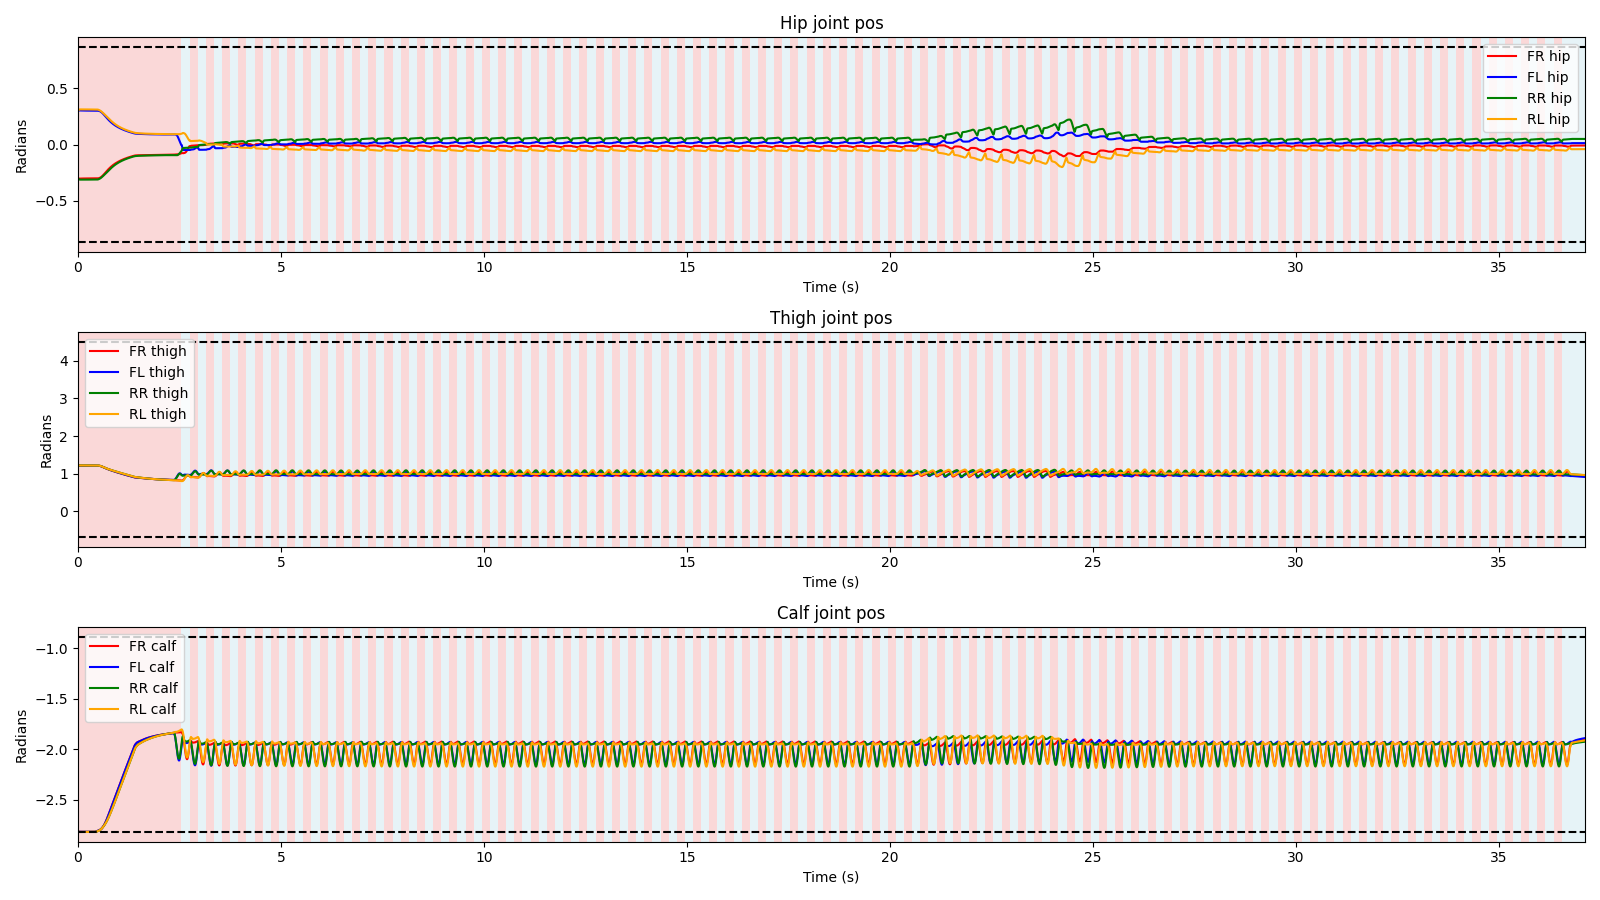 Hip joint pos
Radians
0.5
0.0
−0.5
FR hip
FL hip
RR hip
RL hip
0 5 10 15 20 25 30 35
Time (s)
Thigh joint pos
Radians
4
3
2
1
0
FR thigh
FL thigh
RR thigh
RL thigh
0 5 10 15 20 25 30 35
Time (s)
Calf joint pos
Radians
−1.0
−1.5
−2.0
−2.5
FR calf
FL calf
RR calf
RL calf
0 5 10 15 20 25 30 35
Time (s)